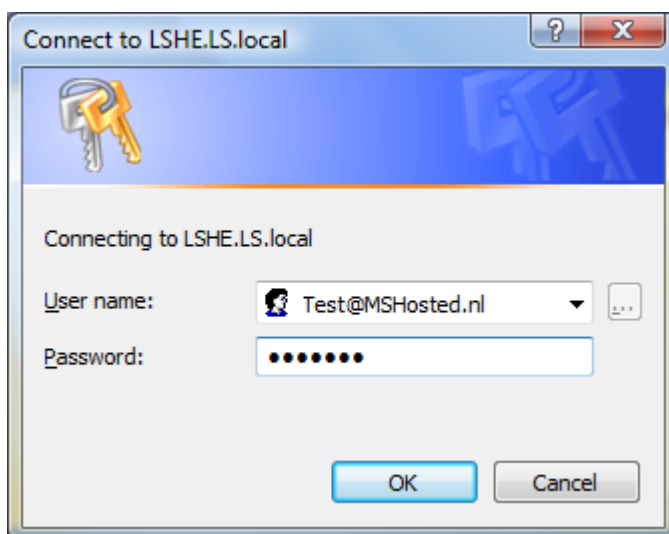 Connect to LSHE.LS.local
?
Connecting to LSHE.LS.local
User name: Test@MSHosted.nl ...
Password: •••••••
OK Cancel